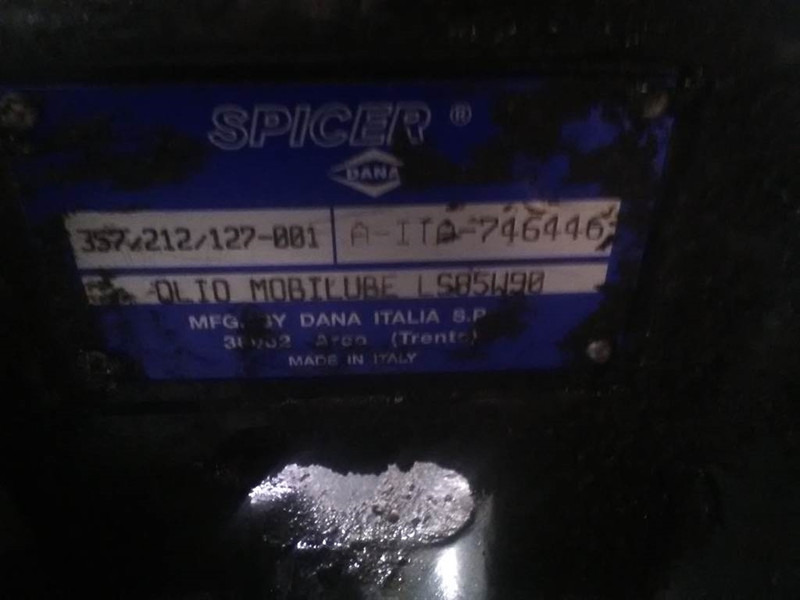 SPICER ®
DANA
357/212/127-001 A-ITA-746446
OLIO MOBILUBE LS85W90
MFG. BY DANA ITALIA S.P
Arco (Trento)
MADE IN ITALY